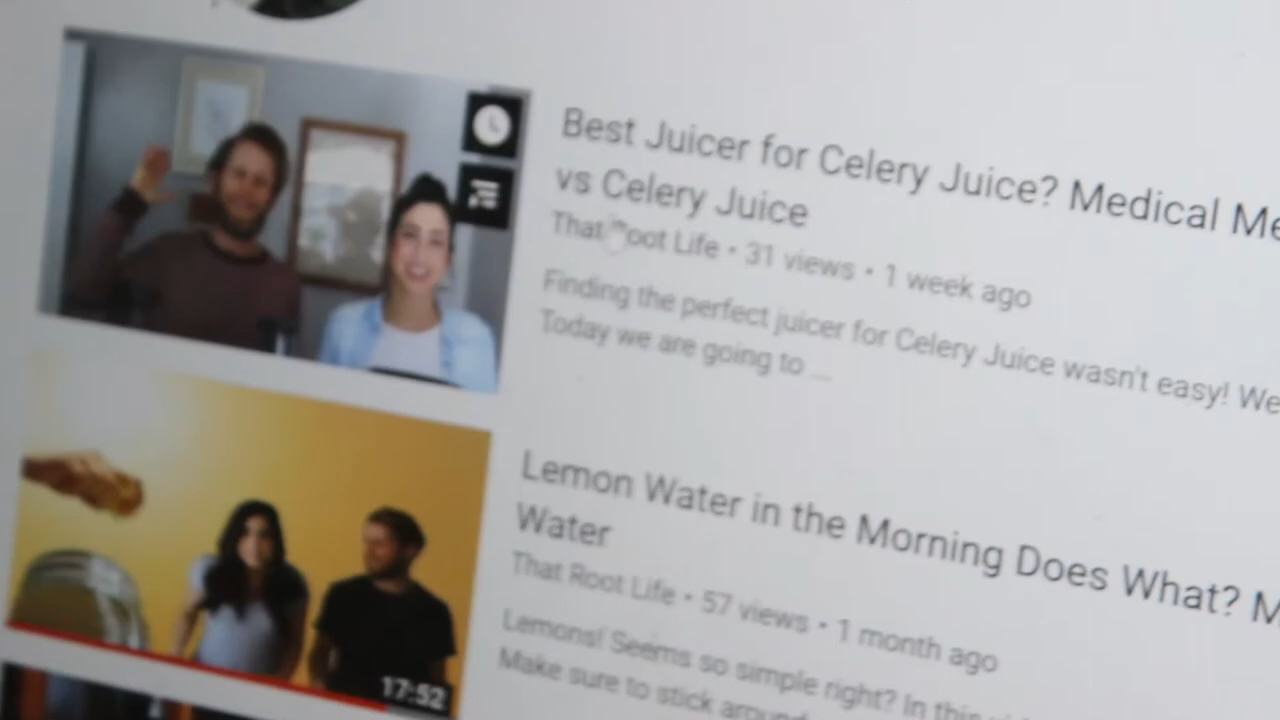 Best Juicer for Celery Juice? Medical Me
vs Celery Juice
That Root Life • 31 views • 1 week ago
Finding the perfect juicer for Celery Juice wasn't easy! We
Today we are going to ...
Lemon Water in the Morning Does What? M
Water
That Root Life • 57 views • 1 month ago
Lemons! Seems so simple right? In this
Make sure to stick around
17:52